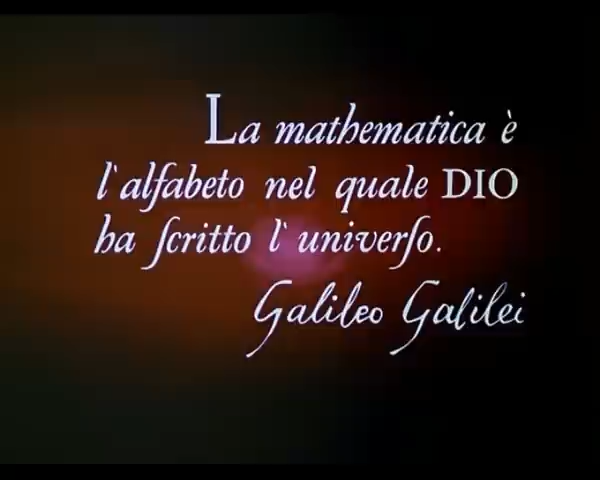 La mathematica è
l'alfabeto nel quale DIO
ha ſcritto l'univerſo.
Galileo Galilei